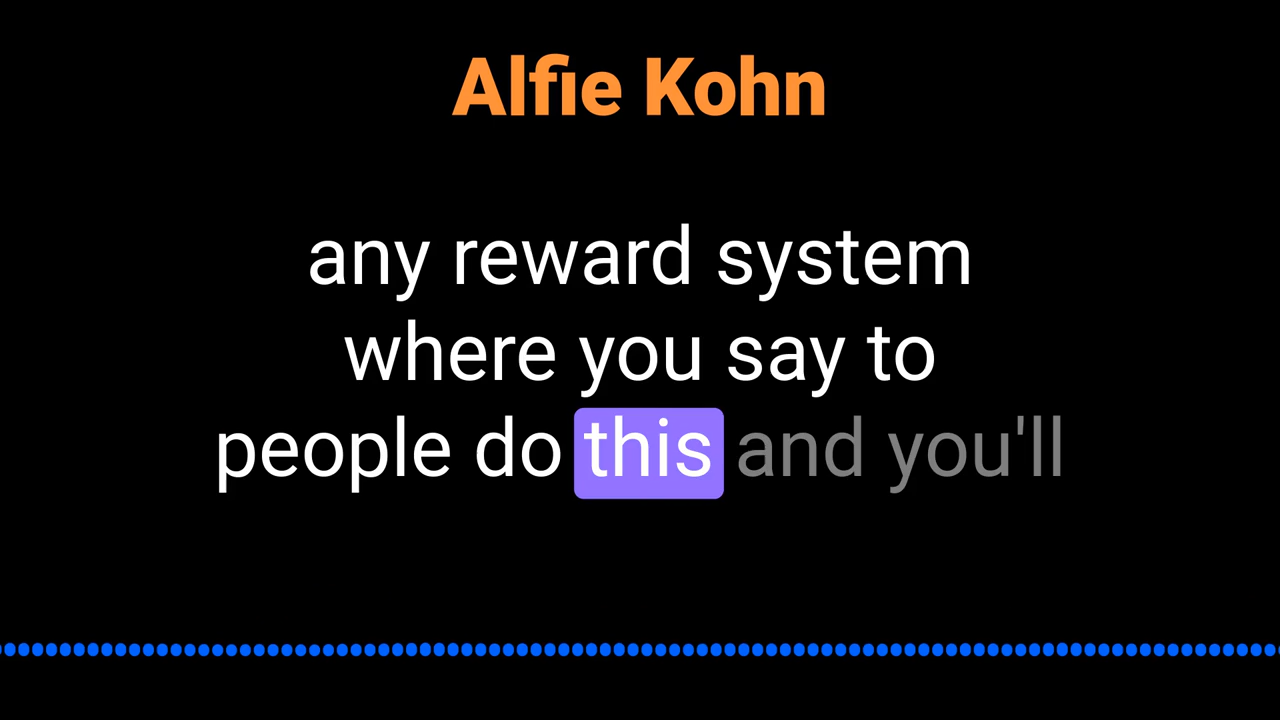 Alfie Kohn
any reward system
where you say to
people do this and you'll